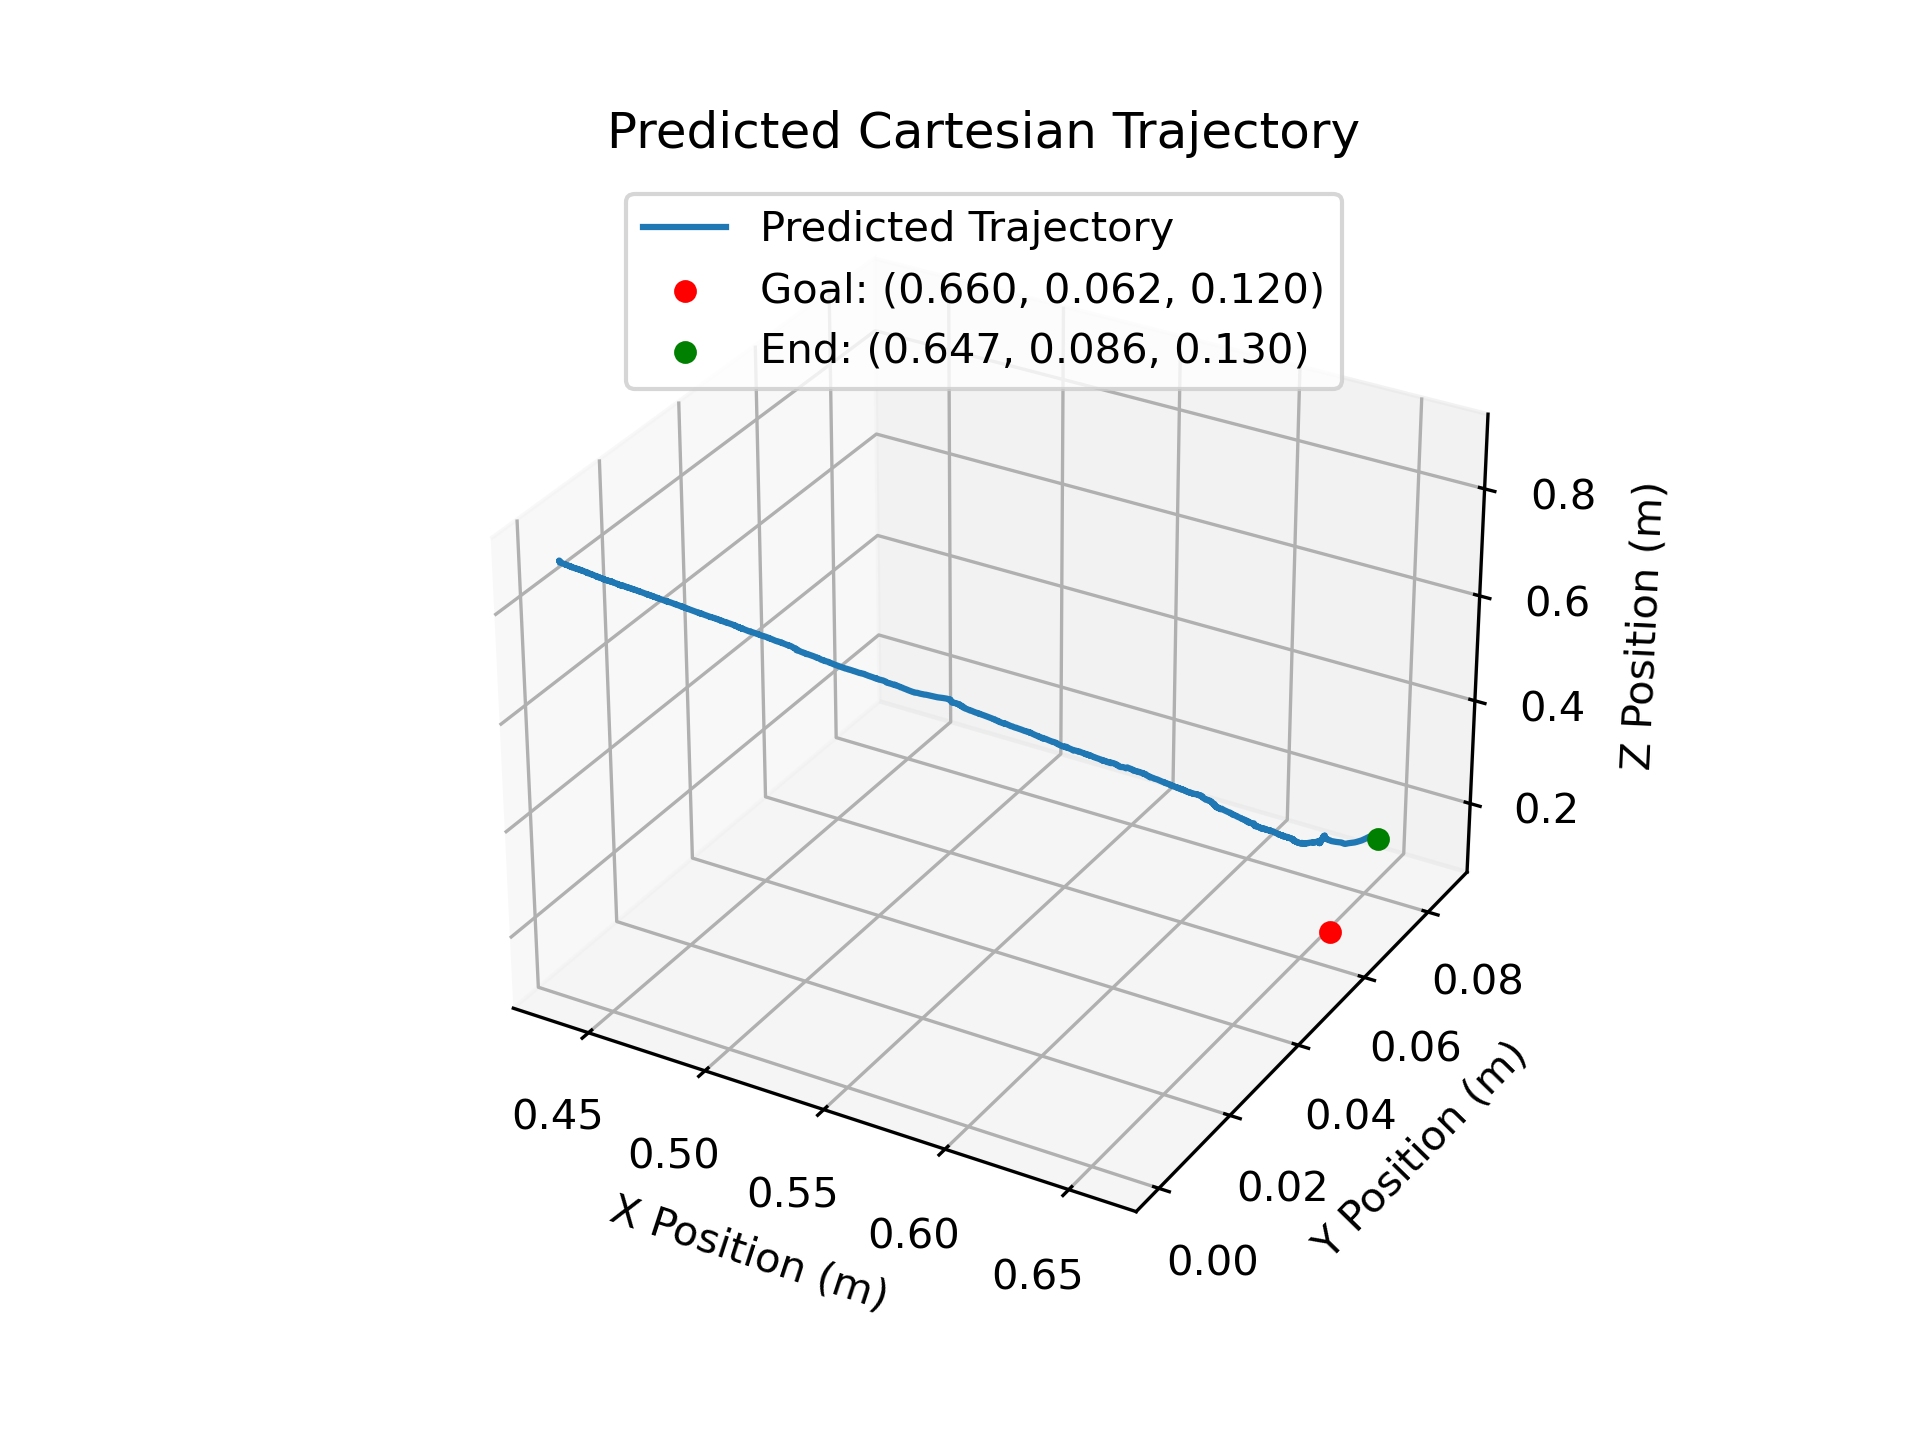 Predicted Cartesian Trajectory
Predicted Trajectory
Goal: (0.660, 0.062, 0.120)
End: (0.647, 0.086, 0.130)
0.8
0.6
0.4
0.2
Z Position (m)
0.08
0.06
0.04
0.02
0.00
Y Position (m)
0.45
0.50
0.55
0.60
0.65
X Position (m)